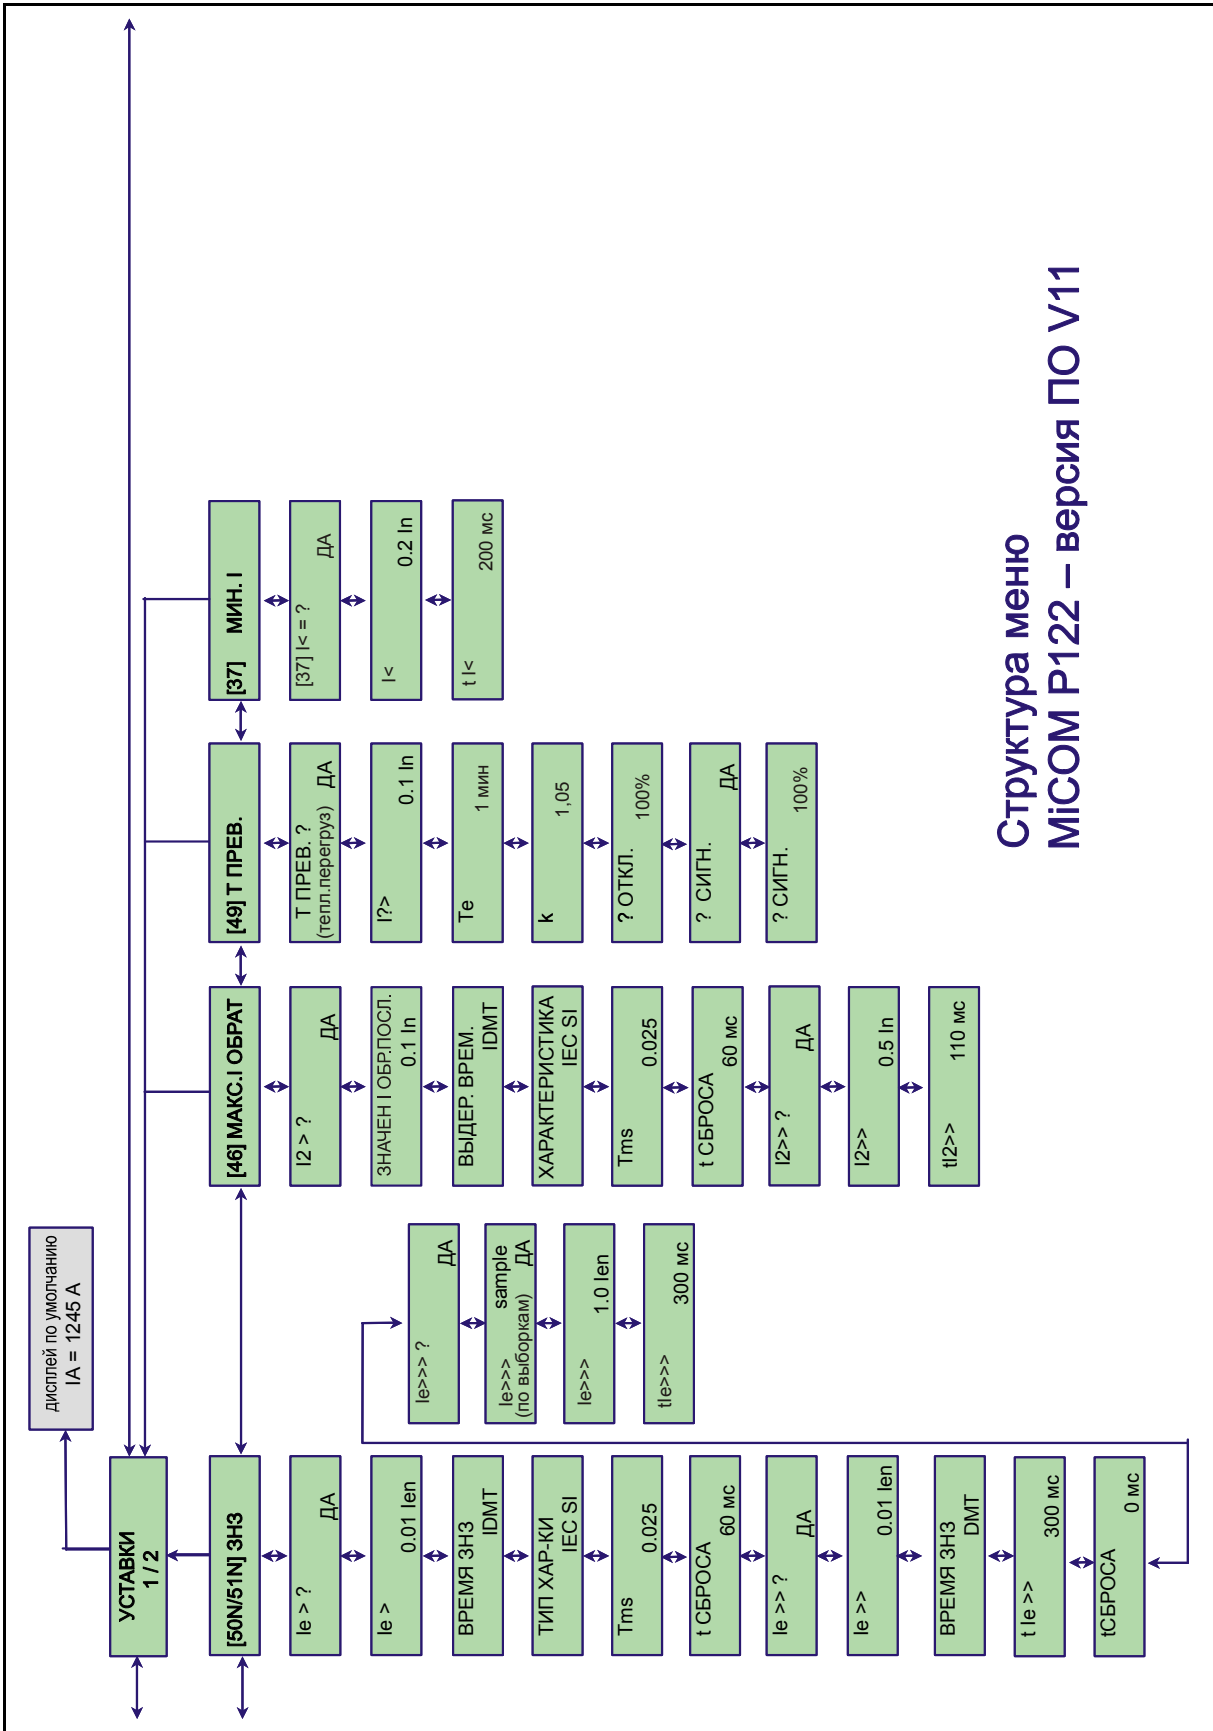 дисплей по умолчанию
IA = 1245 A
УСТАВКИ
1 / 2
[50N/51N] ЗНЗ
Ie > ?
ДА
Ie >
0.01 Ien
ВРЕМЯ ЗНЗ
IDMT
ТИП ХАР-КИ
IEC SI
Tms
0.025
t СБРОСА
60 мс
Ie >> ?
ДА
Ie >>
0.01 Ien
ВРЕМЯ ЗНЗ
DMT
t Ie >>
300 мс
tСБРОСА
0 мс
Ie>>> ?
ДА
Ie>>> sample
(по выборкам) ДА
Ie>>>
1.0 Ien
tIe>>>
300 мс
[46] МАКС.I ОБРАТ
I2 > ?
ДА
ЗНАЧЕН I ОБР.ПОСЛ.
0.1 In
ВЫДЕР. ВРЕМ.
IDMT
ХАРАКТЕРИСТИКА
IEC SI
Tms
0.025
t СБРОСА
60 мс
I2>> ?
ДА
I2>>
0.5 In
tI2>>
110 мс
[49] Т ПРЕВ.
Т ПРЕВ. ?
(тепл.перегруз) ДА
I?>
0.1 In
Te
1 мин
k
1,05
? ОТКЛ.
100%
? СИГН.
ДА
? СИГН.
100%
[37] МИН. I
[37] I< = ?
ДА
I<
0.2 In
t I<
200 мс
Структура меню
MiCOM P122 – версия ПО V11